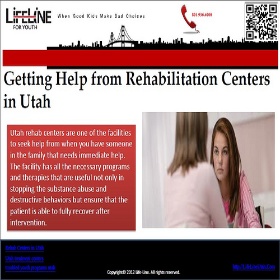 LIFELINE
FOR YOUTH
When Good Kids Make Bad Choices
Getting Help from Rehabilitation Centers
in Utah
Utah rehab centers are one of the facilities
to seek help from when you have someone
in the family that needs immediate help.
The facility has all the necessary programs
and therapies that are useful not only in
stopping the substance abuse and
destructive behaviors but ensure that the
patient is able to fully recover after
intervention.
Copyright© 2012 Life-Line. All Rights Reserved